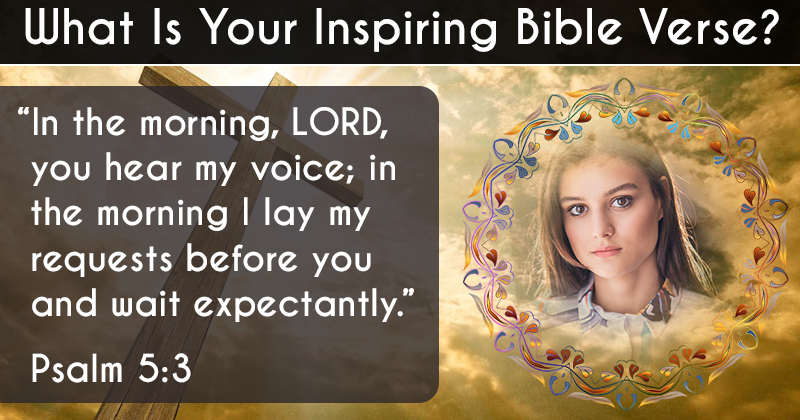 What Is Your Inspiring Bible Verse?
“In the morning, LORD,
you hear my voice; in
the morning I lay my
requests before you
and wait expectantly.”
Psalm 5:3